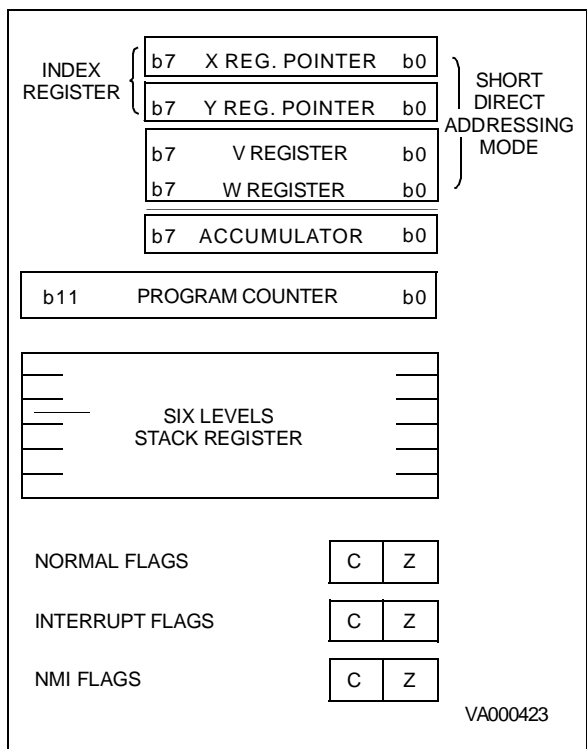 INDEX
REGISTER
b7 X REG. POINTER b0
b7 Y REG. POINTER b0
b7 V REGISTER b0
b7 W REGISTER b0
SHORT
DIRECT
ADDRESSING
MODE
b7 ACCUMULATOR b0
b11 PROGRAM COUNTER b0
SIX LEVELS
STACK REGISTER
NORMAL FLAGS C Z
INTERRUPT FLAGS C Z
NMI FLAGS C Z
VA000423